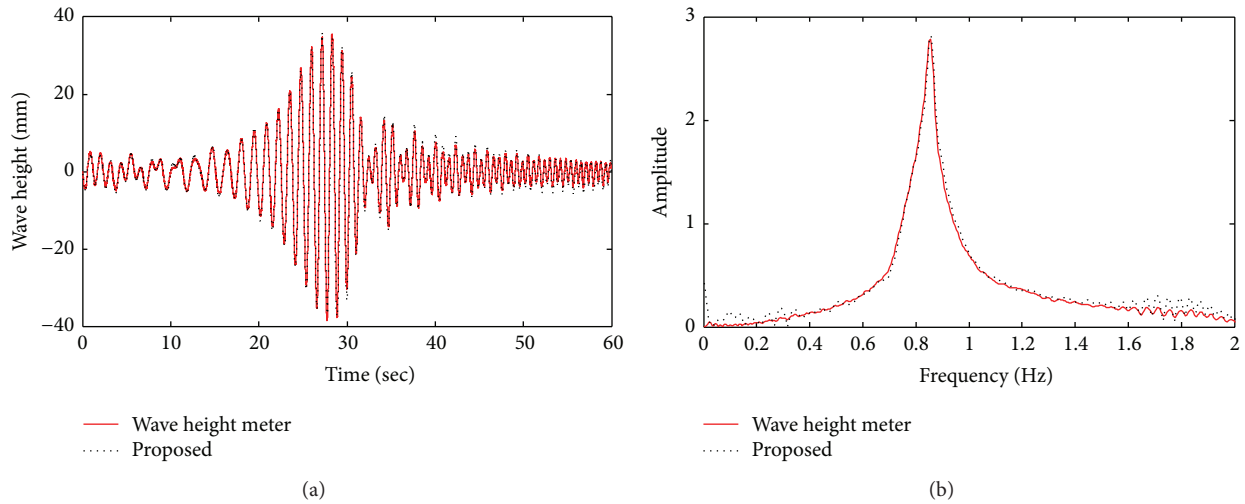 40
20
0
−20
−40
Wave height (mm)
0 10 20 30 40 50 60
Time (sec)
Wave height meter
Proposed
(a)
3
2
1
0
Amplitude
0 0.2 0.4 0.6 0.8 1 1.2 1.4 1.6 1.8 2
Frequency (Hz)
Wave height meter
Proposed
(b)